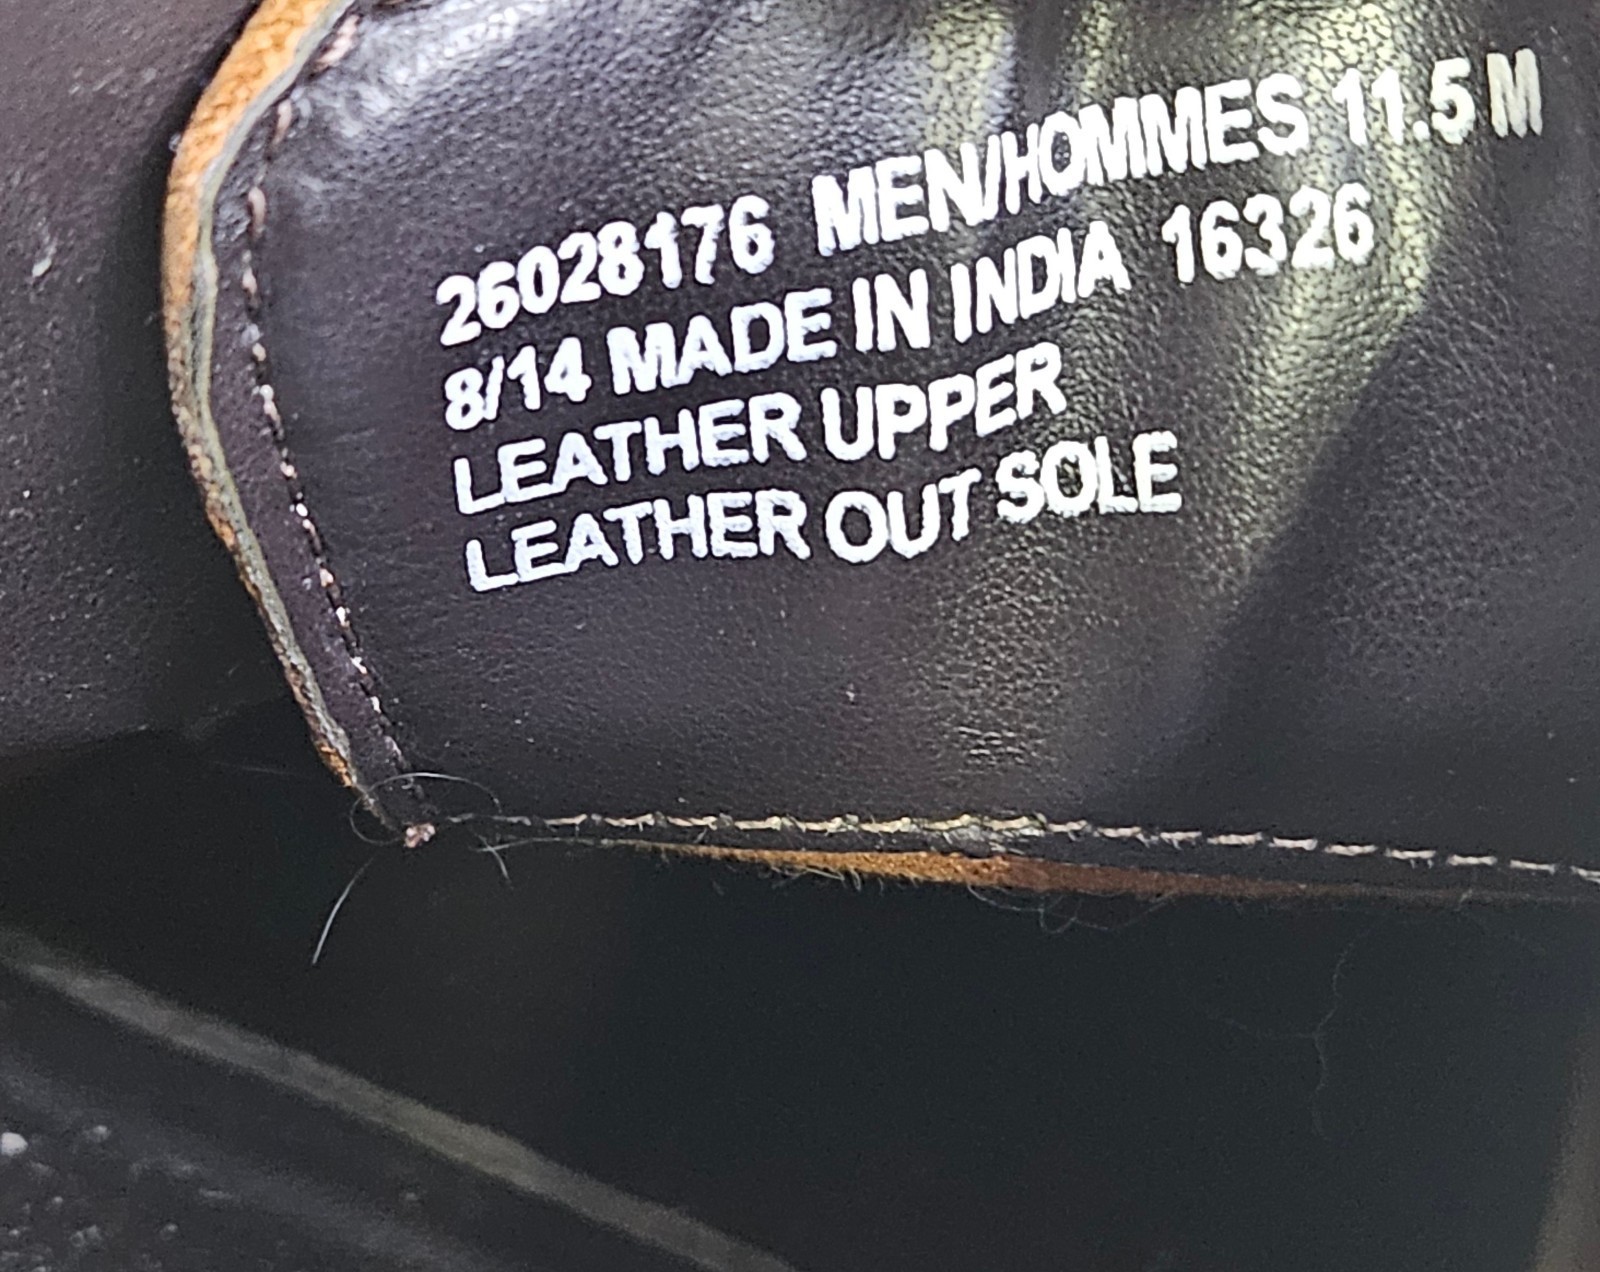 26028176 MEN/HOMMES 11.5 M
8/14 MADE IN INDIA 16326
LEATHER UPPER
LEATHER OUT SOLE